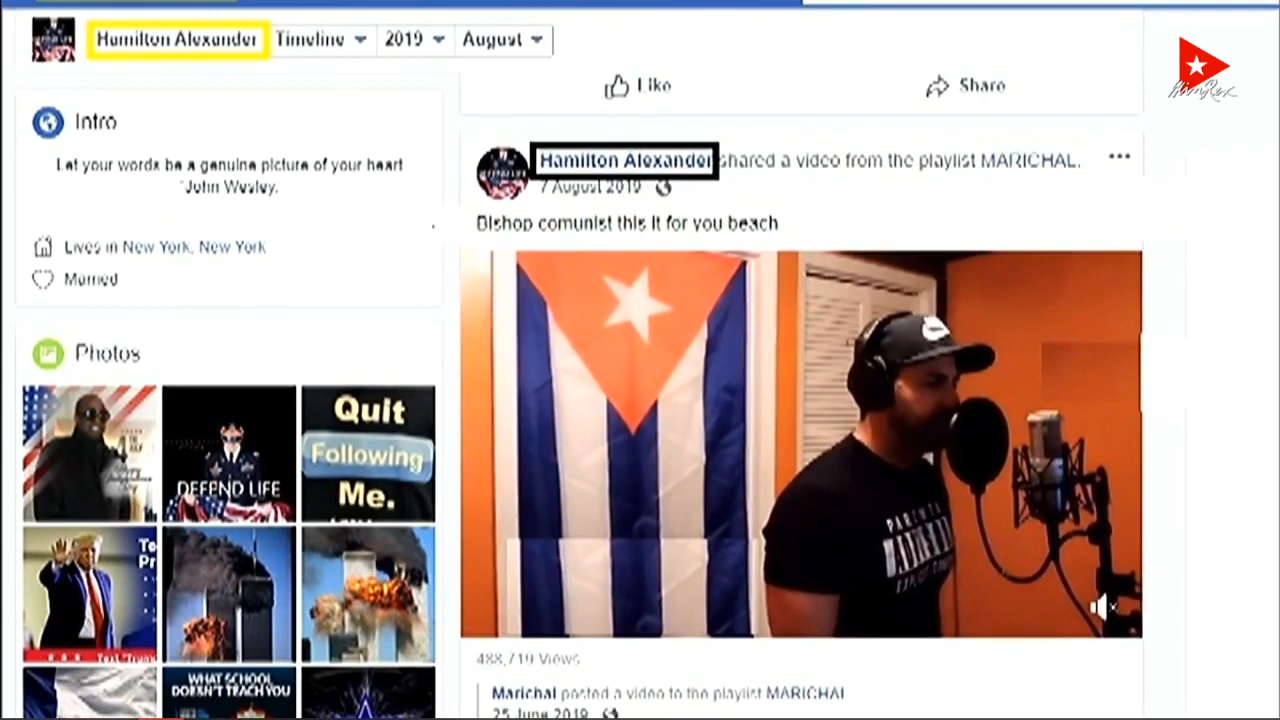 Hamilton Alexander Timeline 2019 August
Like Share
Intro
Let your words be a genuine picture of your heart
"John Wesley.
Lives in New York, New York
Married
Photos
Quit
Following
Me.
DEFEND LIFE
WHAT SCHOOL
DOESN'T TEACH YOU
Hamilton Alexander shared a video from the playlist MARICHAL.
7 August 2019
Bishop comunist this it for you beach
488,719 Views
Marichal posted a video to the playlist MARICHAL
25 June 2019